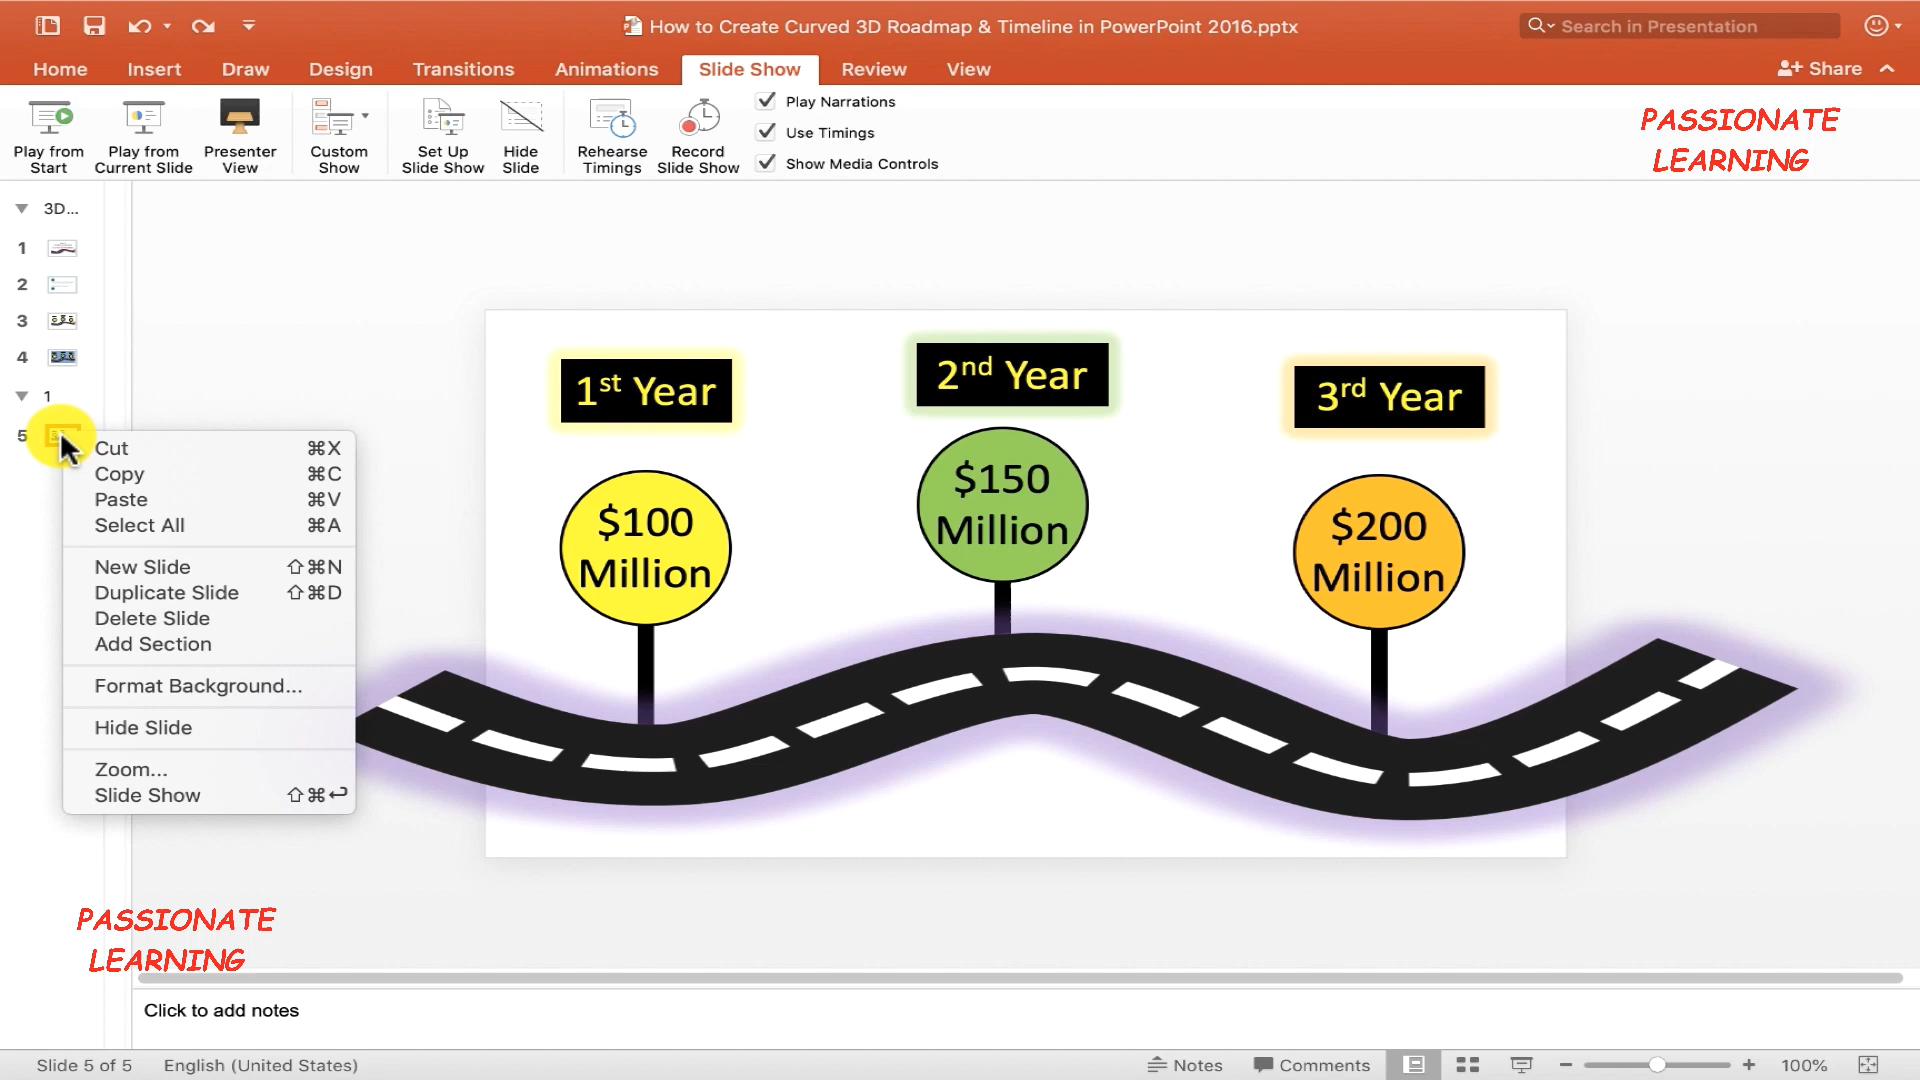 How to Create Curved 3D Roadmap & Timeline in PowerPoint 2016.pptx
Search in Presentation
Home Insert Draw Design Transitions Animations Slide Show Review View Share
Play from Start
Play from Current Slide
Presenter View
Custom Show
Set Up Slide Show
Hide Slide
Rehearse Timings
Record Slide Show
Play Narrations
Use Timings
Show Media Controls
PASSIONATE
LEARNING
3D...
1
2
3
4
1
5
Cut ⌘X
Copy ⌘C
Paste ⌘V
Select All ⌘A
New Slide ⇧⌘N
Duplicate Slide ⇧⌘D
Delete Slide
Add Section
Format Background...
Hide Slide
Zoom...
Slide Show ⇧⌘↩
1st Year
2nd Year
3rd Year
$100
Million
$150
Million
$200
Million
PASSIONATE
LEARNING
Click to add notes
Slide 5 of 5 English (United States) Notes Comments 100%